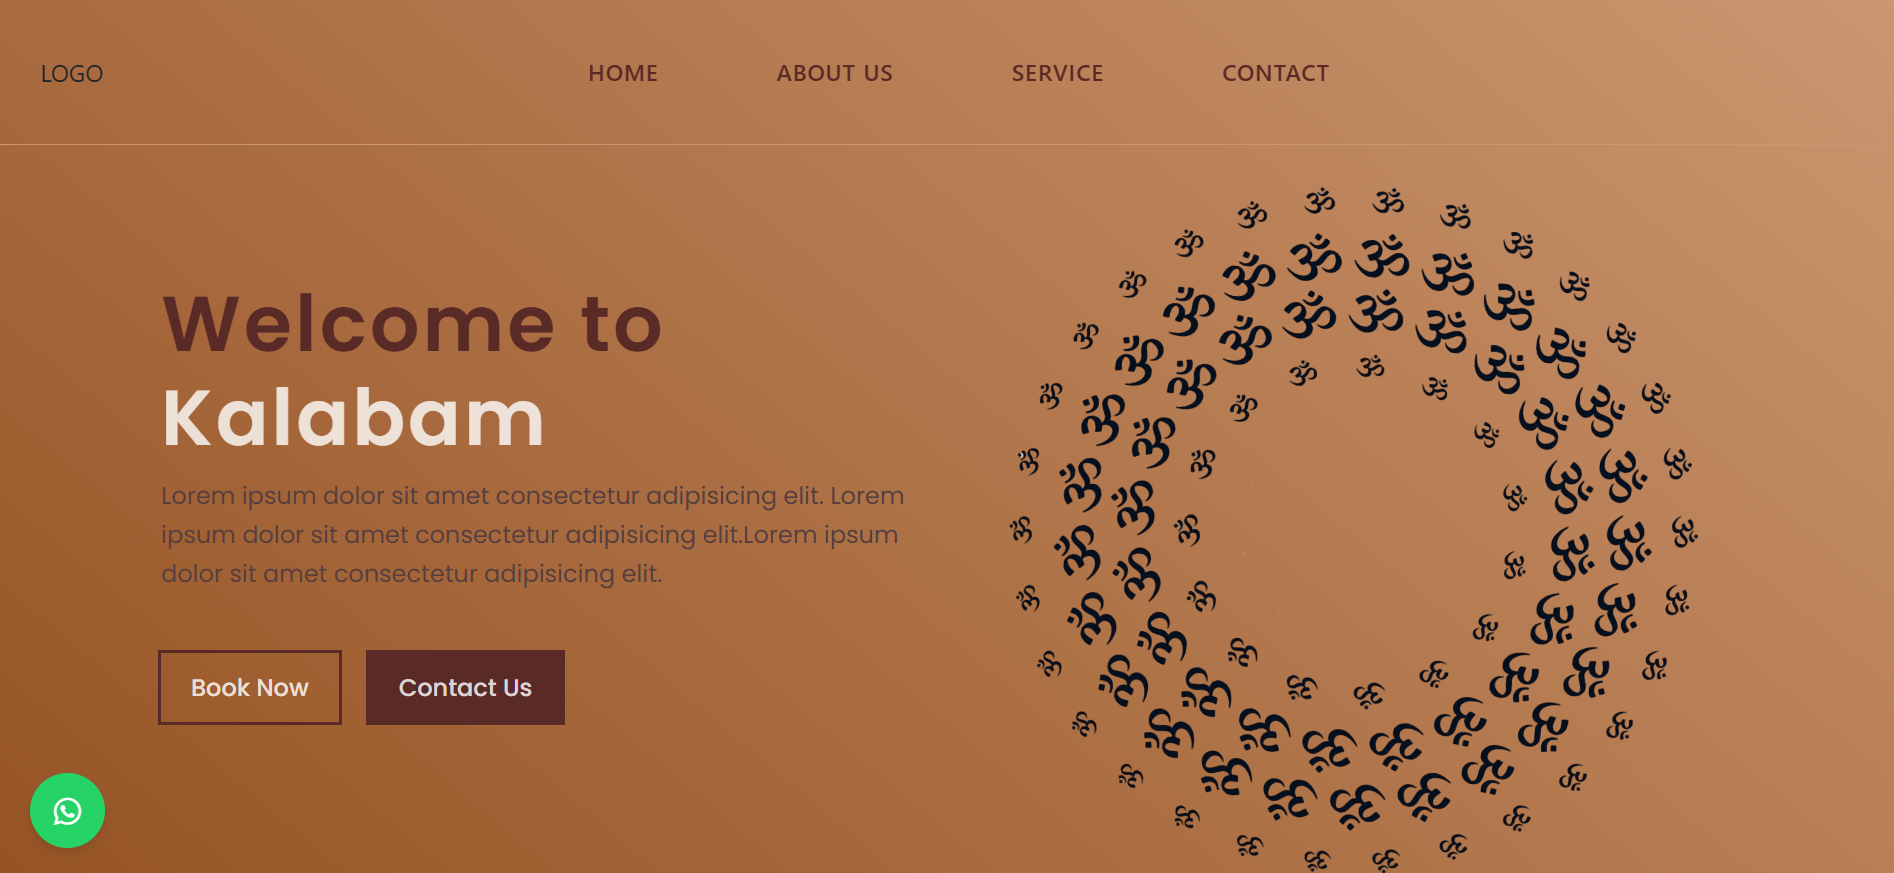 LOGO
HOME ABOUT US SERVICE CONTACT
Welcome to
Kalabam
Lorem ipsum dolor sit amet consectetur adipisicing elit. Lorem
ipsum dolor sit amet consectetur adipisicing elit.Lorem ipsum
dolor sit amet consectetur adipisicing elit.
Book Now Contact Us
ॐ